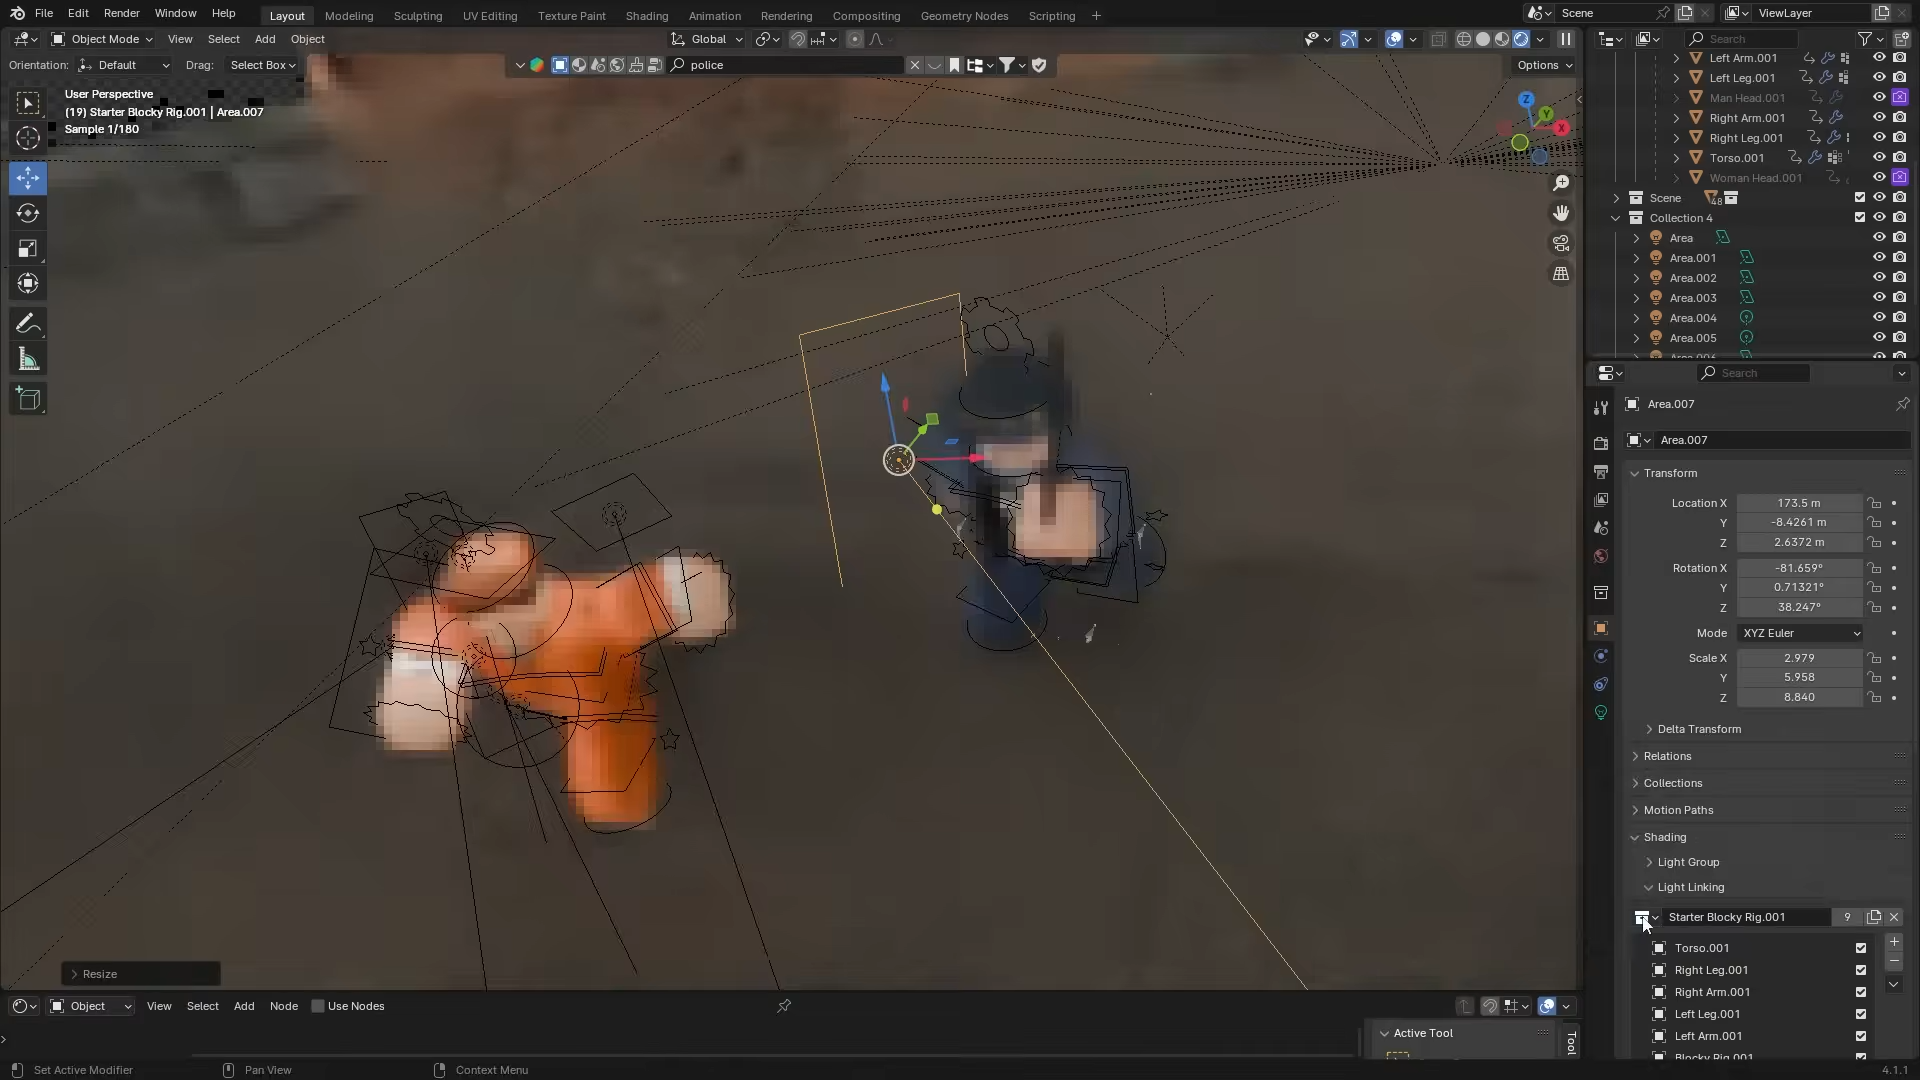 File Edit Render Window Help Layout Modeling Sculpting UV Editing Texture Paint Shading Animation Rendering Compositing Geometry Nodes Scripting + Scene ViewLayer
Object Mode View Select Add Object Global Search
Orientation: Default Drag: Select Box police Options
User Perspective
(19) Starter Blocky Rig.001 | Area.007
Sample 1/180
Z
Y
X
Left Arm.001
Left Leg.001
Man Head.001
Right Arm.001
Right Leg.001
Torso.001
Woman Head.001
Scene 48
Collection 4
Area
Area.001
Area.002
Area.003
Area.004
Area.005
Area.006
Search
Area.007
Area.007
Transform
Location X 173.5 m
Y -8.4261 m
Z 2.6372 m
Rotation X -81.659°
Y 0.71321°
Z 38.247°
Mode XYZ Euler
Scale X 2.979
Y 5.958
Z 8.840
Delta Transform
Relations
Collections
Motion Paths
Shading
Light Group
Light Linking
Starter Blocky Rig.001 9
Torso.001
Right Leg.001
Right Arm.001
Left Leg.001
Left Arm.001
Blocky Rig.001
Resize
Object View Select Add Node Use Nodes
Active Tool
Tool
Set Active Modifier Pan View Context Menu 4.1.1